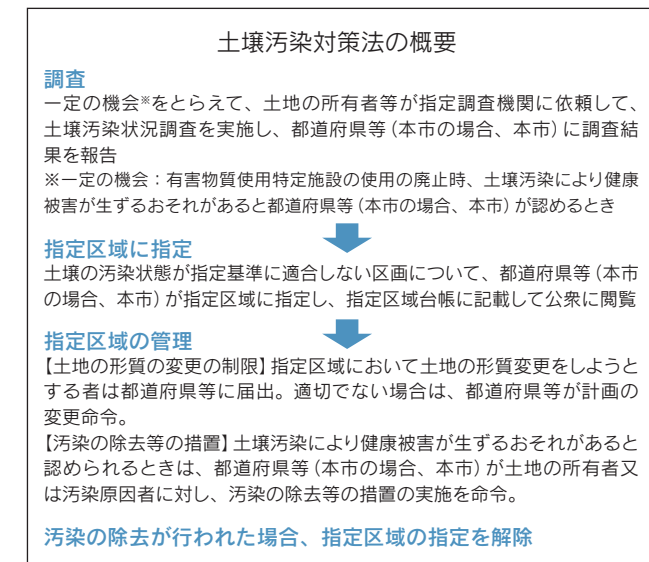 土壌汚染対策法の概要
調査
一定の機会※をとらえて、土地の所有者等が指定調査機関に依頼して、
土壌汚染状況調査を実施し、都道府県等(本市の場合、本市)に調査結
果を報告
※一定の機会：有害物質使用特定施設の使用の廃止時、土壌汚染により健康
被害が生ずるおそれがあると都道府県等(本市の場合、本市)が認めるとき
指定区域に指定
土壌の汚染状態が指定基準に適合しない区画について、都道府県等(本市
の場合、本市)が指定区域に指定し、指定区域台帳に記載して公衆に閲覧
指定区域の管理
【土地の形質の変更の制限】指定区域において土地の形質変更をしようと
する者は都道府県等に届出。適切でない場合は、都道府県等が計画の
変更命令。
【汚染の除去等の措置】土壌汚染により健康被害が生ずるおそれがあると
認められるときは、都道府県等(本市の場合、本市)が土地の所有者又
は汚染原因者に対し、汚染の除去等の措置の実施を命令。
汚染の除去が行われた場合、指定区域の指定を解除